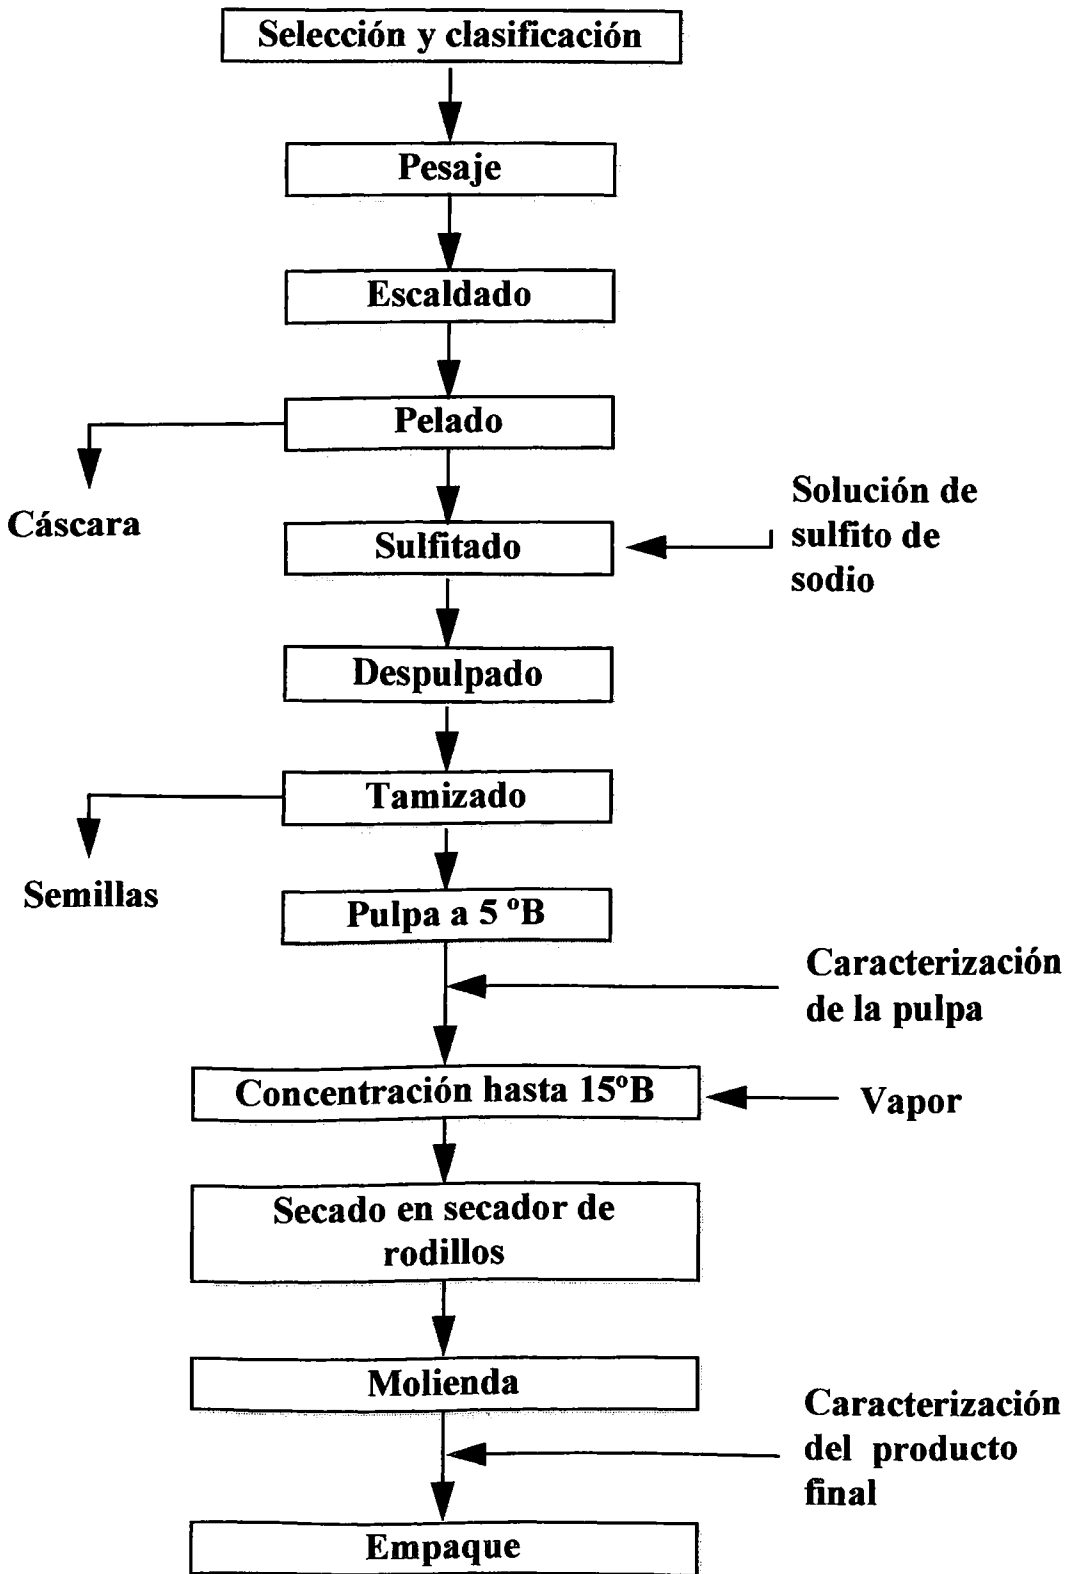 Selección y clasificación
Pesaje
Escaldado
Pelado
Cáscara
Solución de
sulfito de
sodio
Sulfitado
Despulpado
Tamizado
Semillas
Pulpa a 5 ºB
Caracterización
de la pulpa
Concentración hasta 15ºB
Vapor
Secado en secador de
rodillos
Molienda
Caracterización
del producto
final
Empaque